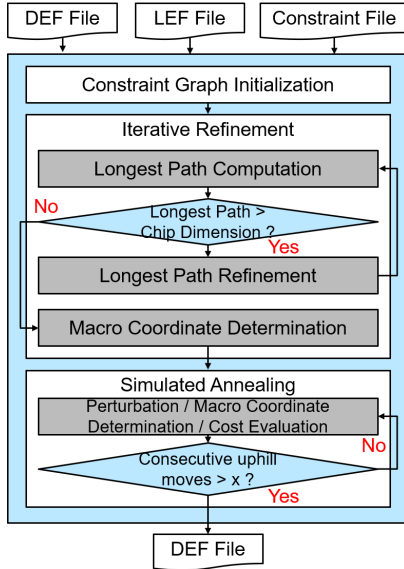 DEF File
LEF File
Constraint File
Constraint Graph Initialization
Iterative Refinement
Longest Path Computation
No
Longest Path >
Chip Dimension ?
Yes
Longest Path Refinement
Macro Coordinate Determination
Simulated Annealing
Perturbation / Macro Coordinate
Determination / Cost Evaluation
No
Consecutive uphill
moves > x ?
Yes
DEF File